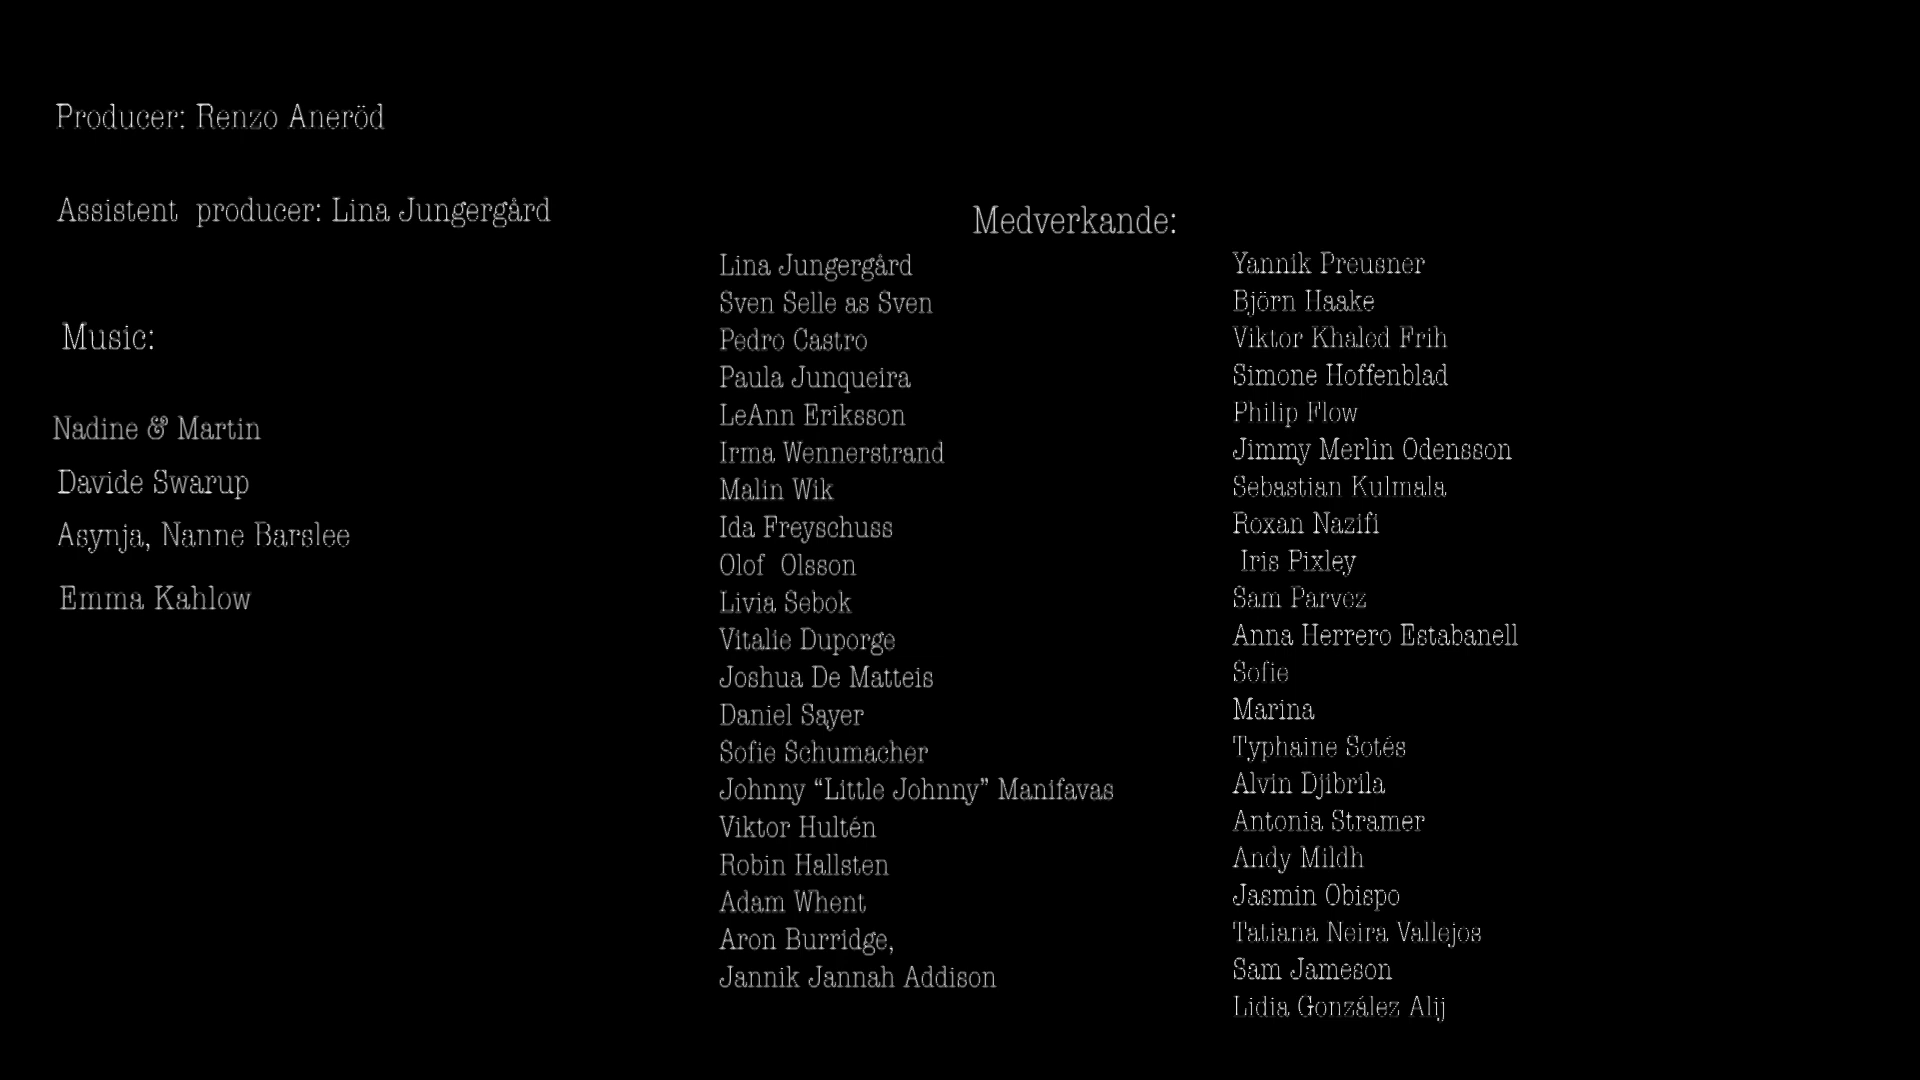 Producer: Renzo Aneröd
Assistent producer: Lina Jungergård
Music:
Nadine & Martin
Davide Swarup
Asynja, Nanne Barslee
Emma Kahlow
Medverkande:
Lina Jungergård
Sven Selle as Sven
Pedro Castro
Paula Junqueira
LeAnn Eriksson
Irma Wennerstrand
Malin Wik
Ida Freyschuss
Olof Olsson
Livia Sebok
Vitalie Duporge
Joshua De Matteis
Daniel Sayer
Sofie Schumacher
Johnny “Little Johnny” Manifavas
Viktor Hultén
Robin Hallsten
Adam Whent
Aron Burridge,
Jannik Jannah Addison
Yannik Preusner
Björn Haake
Viktor Khaled Frih
Simone Hoffenblad
Philip Flow
Jimmy Merlin Odensson
Sebastian Kulmala
Roxan Nazifi
Iris Pixley
Sam Parvez
Anna Herrero Estabanell
Sofie
Marina
Typhaine Sotés
Alvin Djibrila
Antonia Stramer
Andy Mildh
Jasmin Obispo
Tatiana Neira Vallejos
Sam Jameson
Lidia González Alij